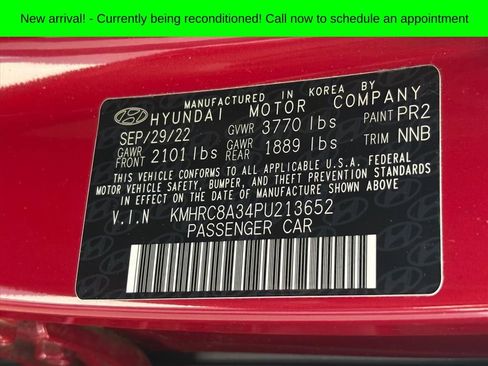 New arrival! - Currently being reconditioned! Call now to schedule an appointment
MANUFACTURED IN KOREA BY
HYUNDAI MOTOR COMPANY
SEP/29/22 GVWR 3770 lbs PAINT PR2
GAWR FRONT 2101 lbs GAWR REAR 1889 lbs TRIM NNB
THIS VEHICLE CONFORMS TO ALL APPLICABLE U.S.A. FEDERAL
MOTOR VEHICLE SAFETY, BUMPER, AND THEFT PREVENTION STANDARDS
IN EFFECT ON THE DATE OF MANUFACTURE SHOWN ABOVE
V.I.N KMHRC8A34PU213652
PASSENGER CAR